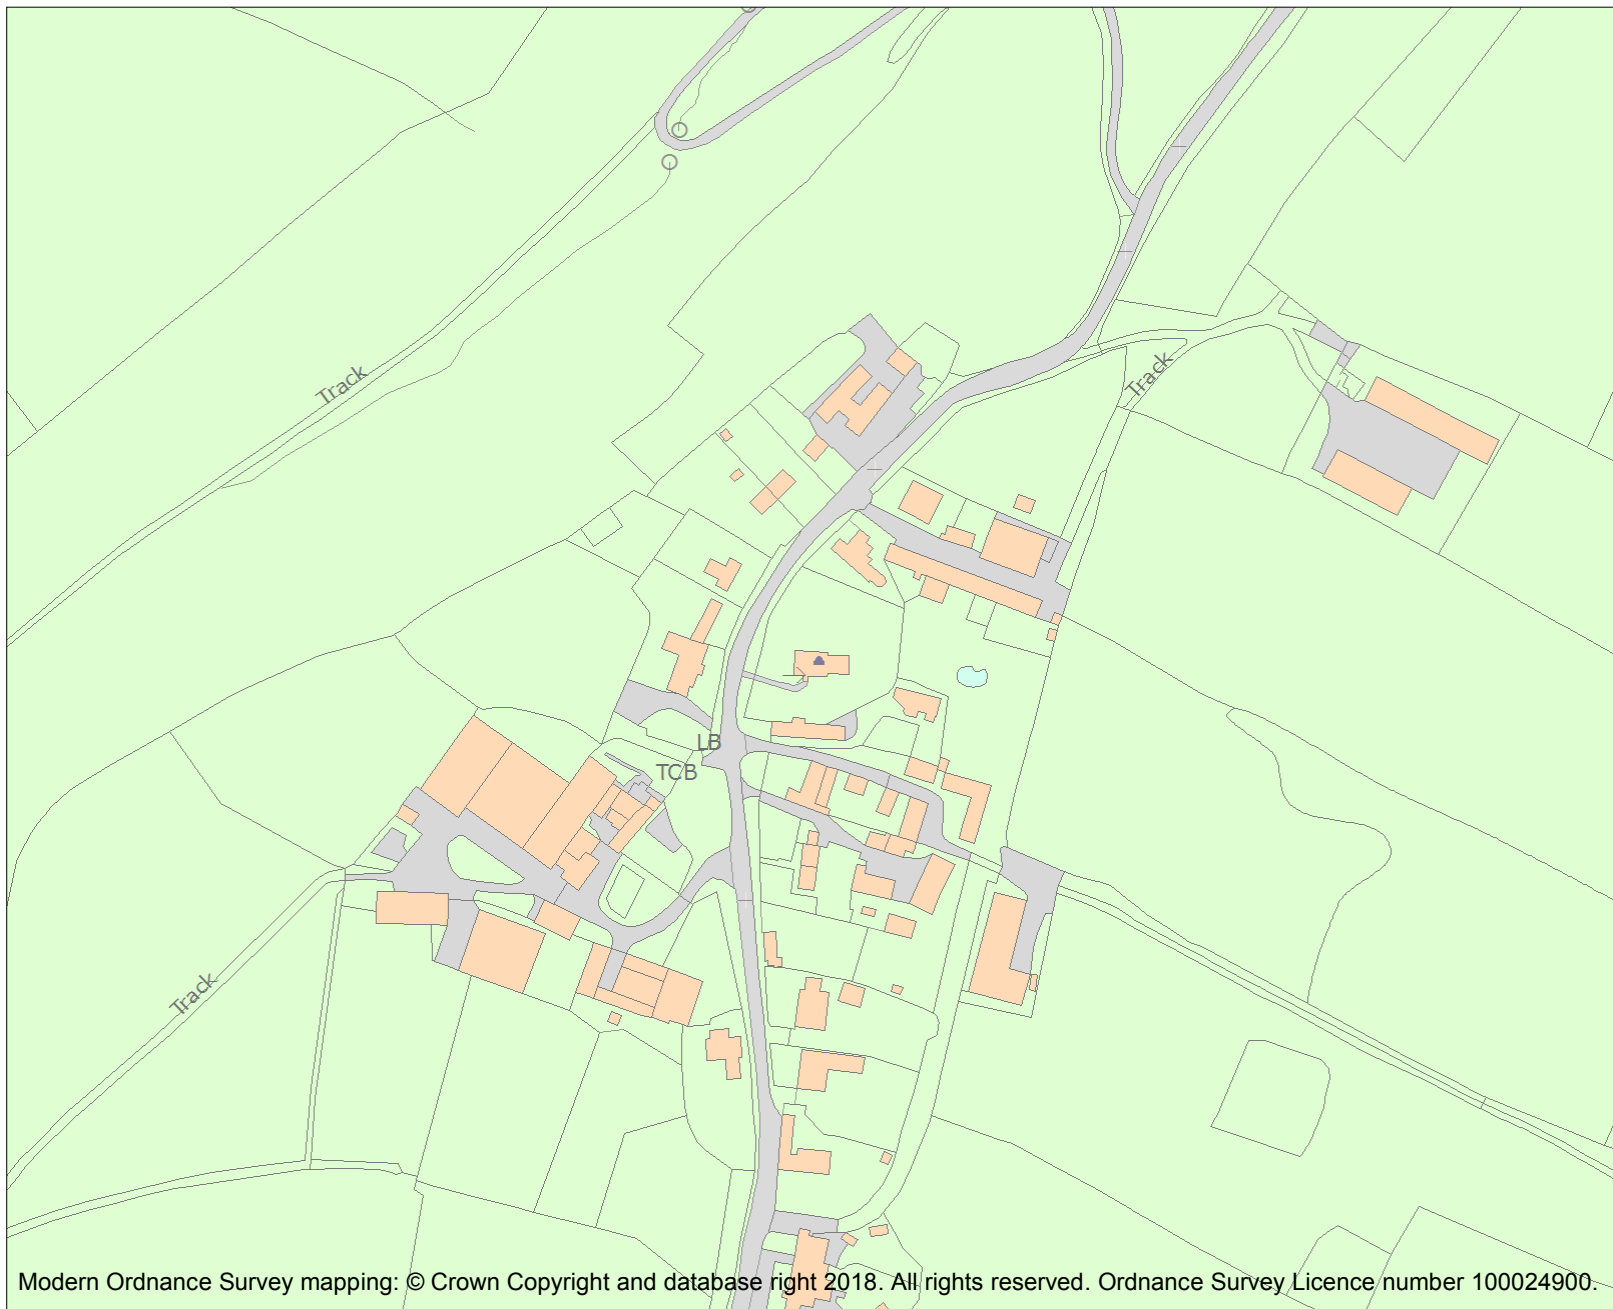 Track
Track
LB
TCB
Track
Modern Ordnance Survey mapping: © Crown Copyright and database right 2018. All rights reserved. Ordnance Survey Licence number 100024900.